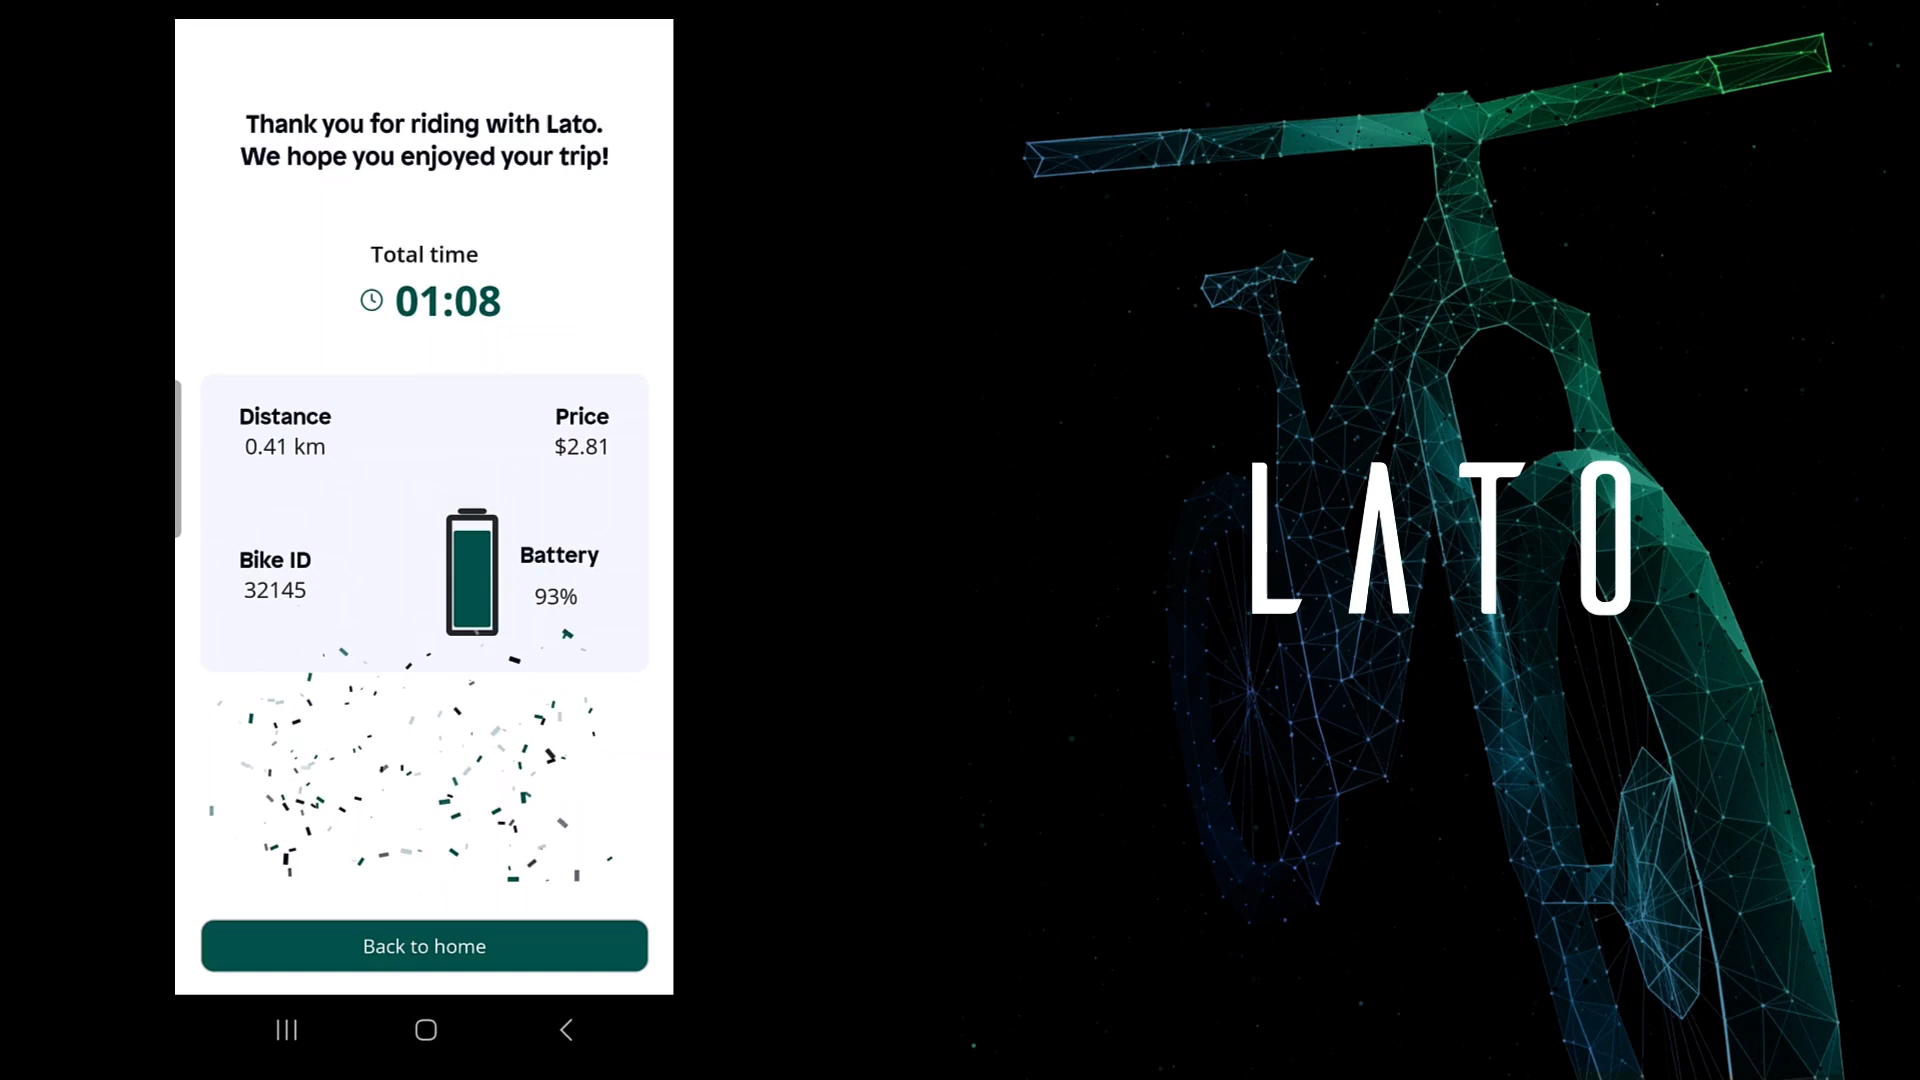 Thank you for riding with Lato.
We hope you enjoyed your trip!
Total time
01:08
Distance
0.41 km
Price
$2.81
Bike ID
32145
Battery
93%
Back to home
LATO